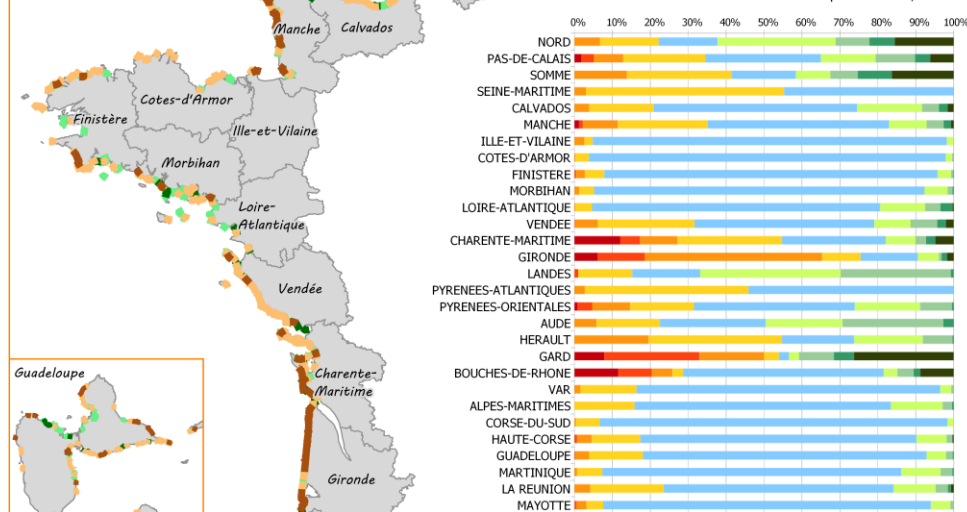 Manche
Calvados
Cotes-d'Armor
Finistère
Ille-et-Vilaine
Morbihan
Loire-
Atlantique
Vendée
Charente-
Maritime
Gironde
Guadeloupe
0% 10% 20% 30% 40% 50% 60% 70% 80% 90% 100%
NORD
PAS-DE-CALAIS
SOMME
SEINE-MARITIME
CALVADOS
MANCHE
ILLE-ET-VILAINE
COTES-D'ARMOR
FINISTERE
MORBIHAN
LOIRE-ATLANTIQUE
VENDEE
CHARENTE-MARITIME
GIRONDE
LANDES
PYRENEES-ATLANTIQUES
PYRENEES-ORIENTALES
AUDE
HERAULT
GARD
BOUCHES-DE-RHONE
VAR
ALPES-MARITIMES
CORSE-DU-SUD
HAUTE-CORSE
GUADELOUPE
MARTINIQUE
LA REUNION
MAYOTTE